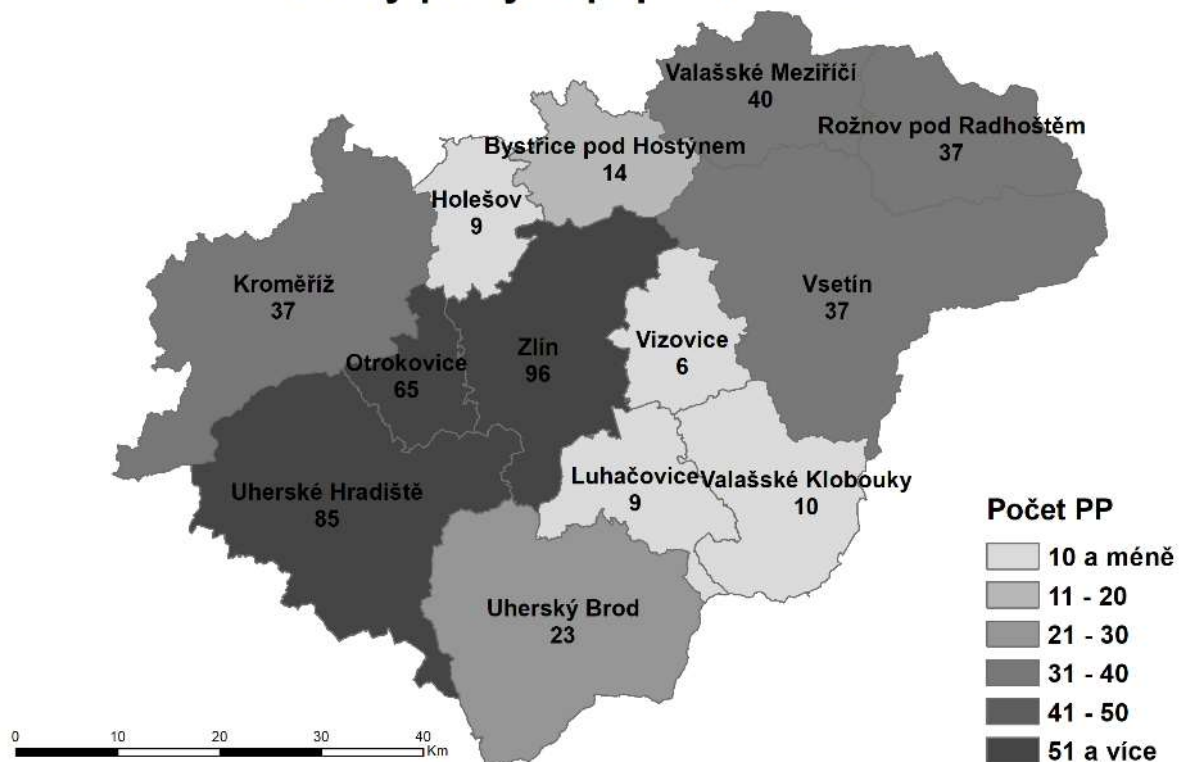 Valašské Meziříčí
40
Rožnov pod Radhoštěm
37
Bystřice pod Hostýnem
14
Holešov
9
Kroměříž
37
Vsetín
37
Otrokovice
65
Zlín
96
Vizovice
6
Uherské Hradiště
85
Luhačovice
9
Valašské Klobouky
10
Uherský Brod
23
Počet PP
10 a méně
11 - 20
21 - 30
31 - 40
41 - 50
51 a více
0 10 20 30 40 Km